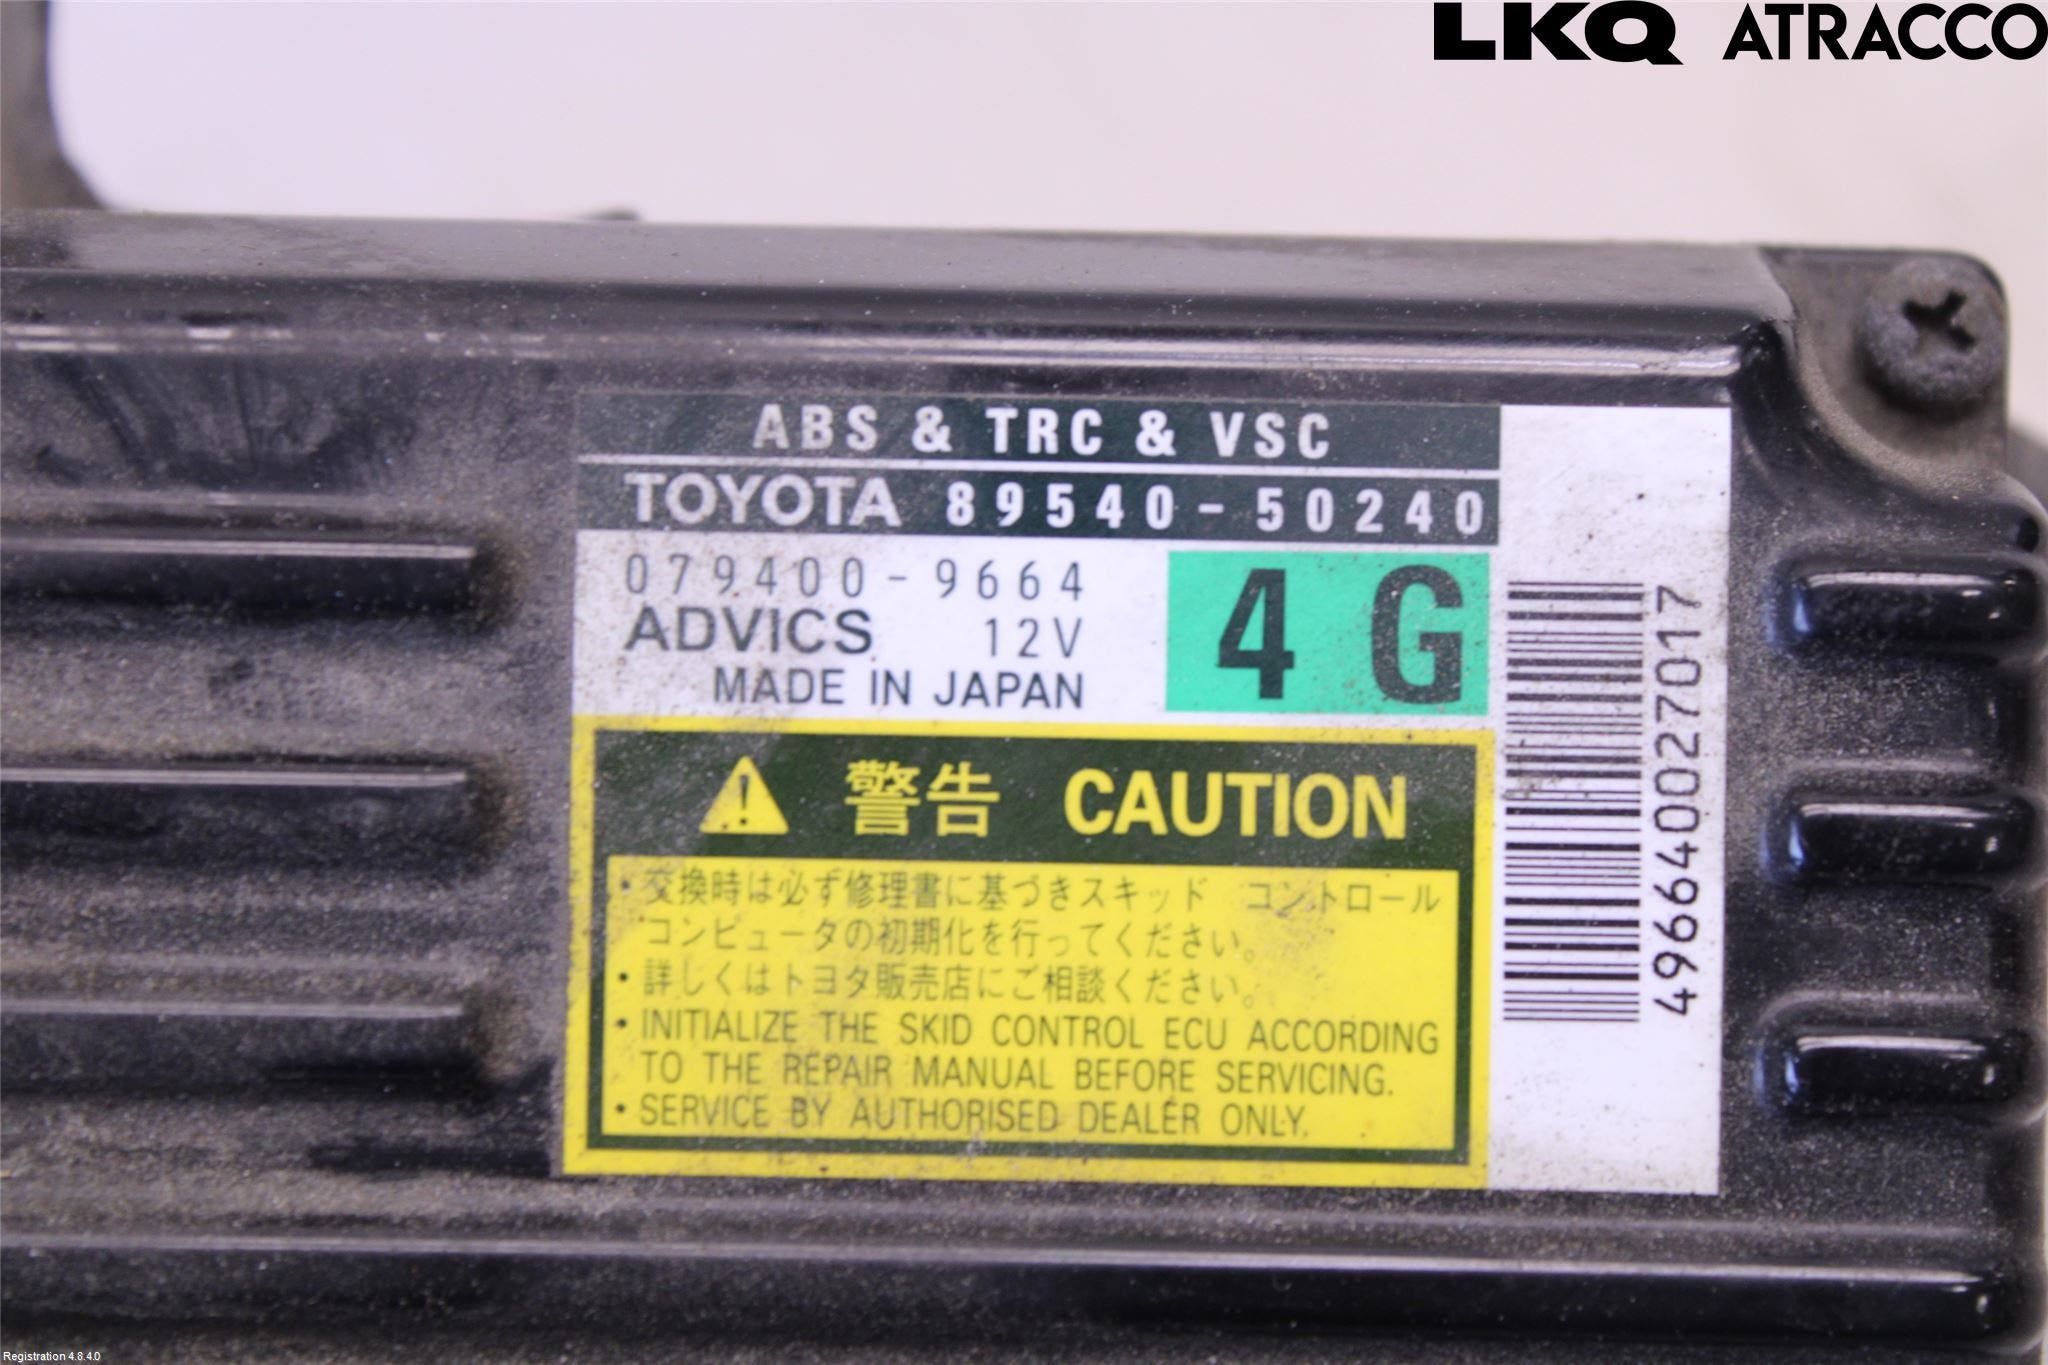 LKQ ATRACCO
ABS & TRC & VSC
TOYOTA 89540-50240
079400-9664
ADVICS 12V
MADE IN JAPAN
4 G
496640027017
警告 CAUTION
・交換時は必ず修理書に基づきスキッド コントロール
コンピュータの初期化を行ってください。
・詳しくはトヨタ販売店にご相談ください。
・INITIALIZE THE SKID CONTROL ECU ACCORDING
TO THE REPAIR MANUAL BEFORE SERVICING.
・SERVICE BY AUTHORISED DEALER ONLY.
Registration 4.8.4.0